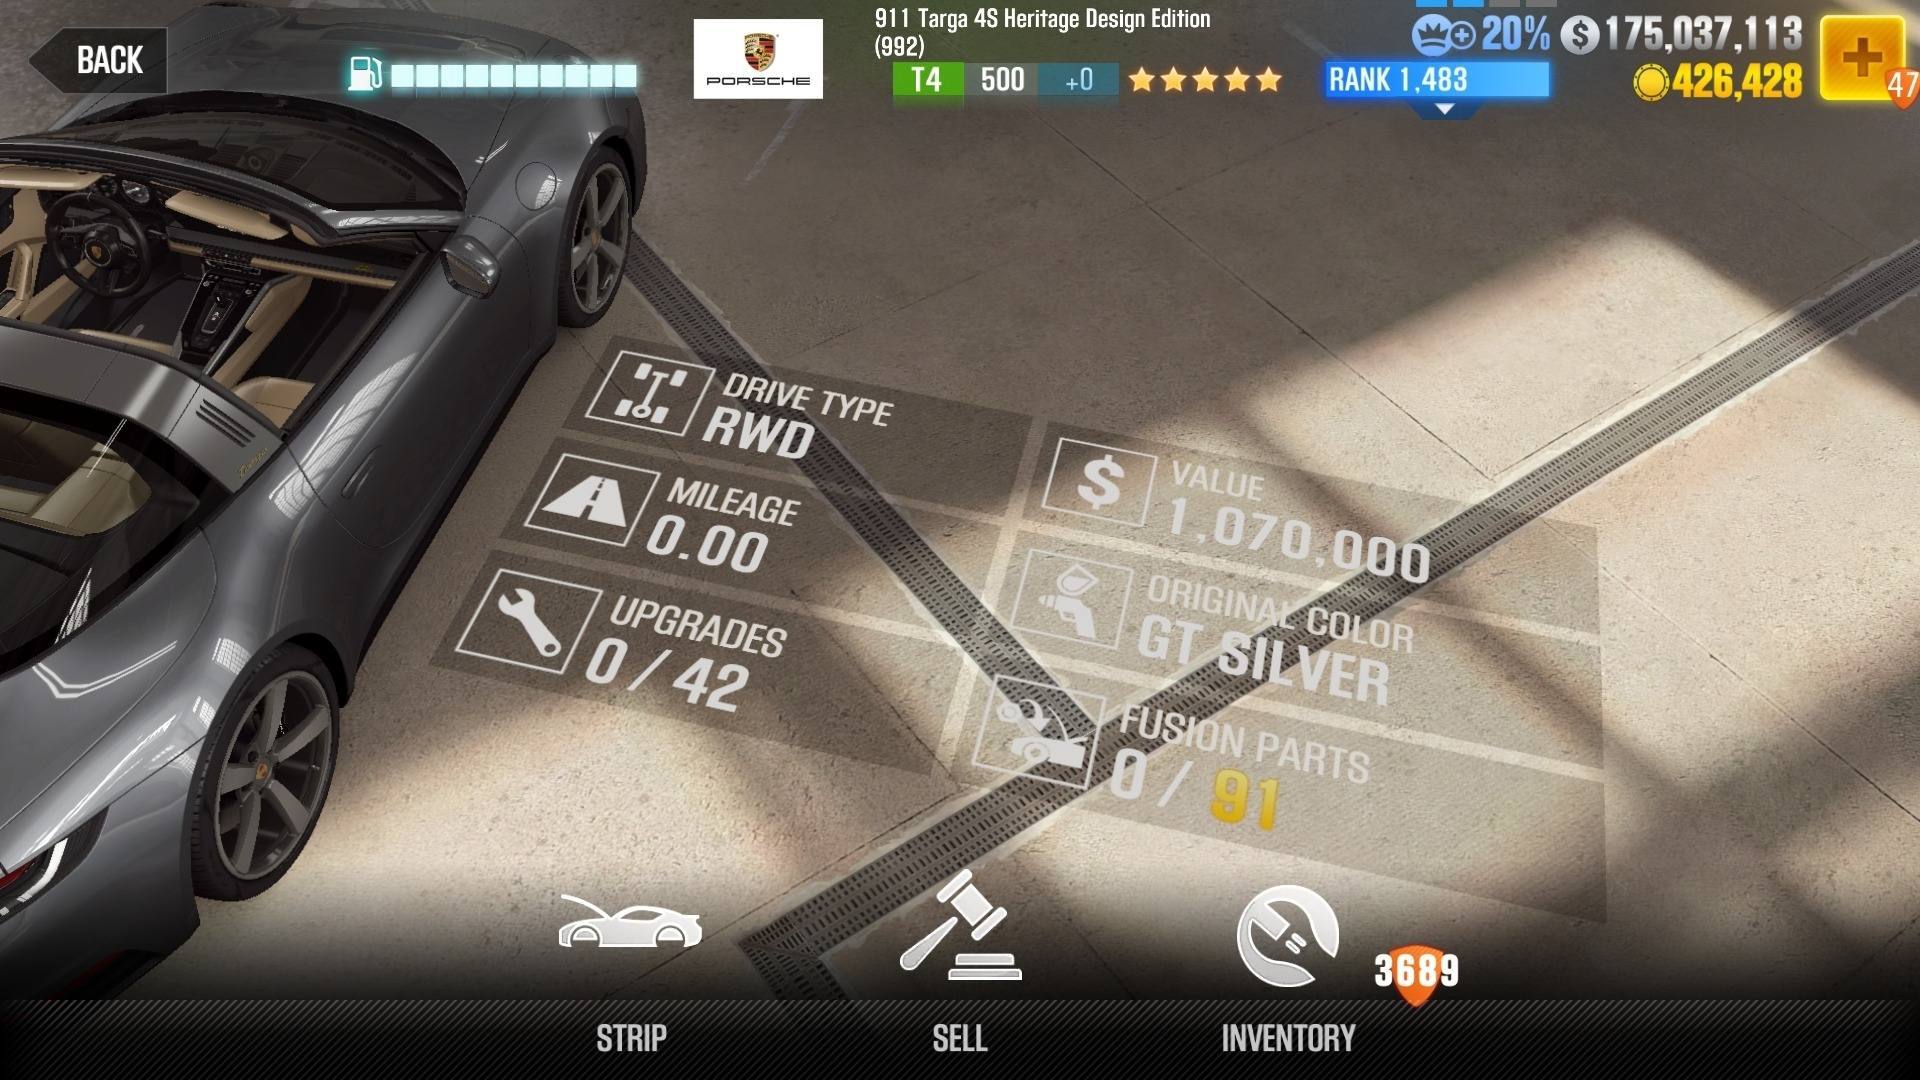 BACK
PORSCHE
911 Targa 4S Heritage Design Edition
(992)
T4 500 +0
20%
175,037,113
RANK 1,483
426,428
47
DRIVE TYPE
RWD
MILEAGE
0.00
UPGRADES
0/42
VALUE
1,070,000
ORIGINAL COLOR
GT SILVER
FUSION PARTS
0/ 91
STRIP
SELL
INVENTORY
3689